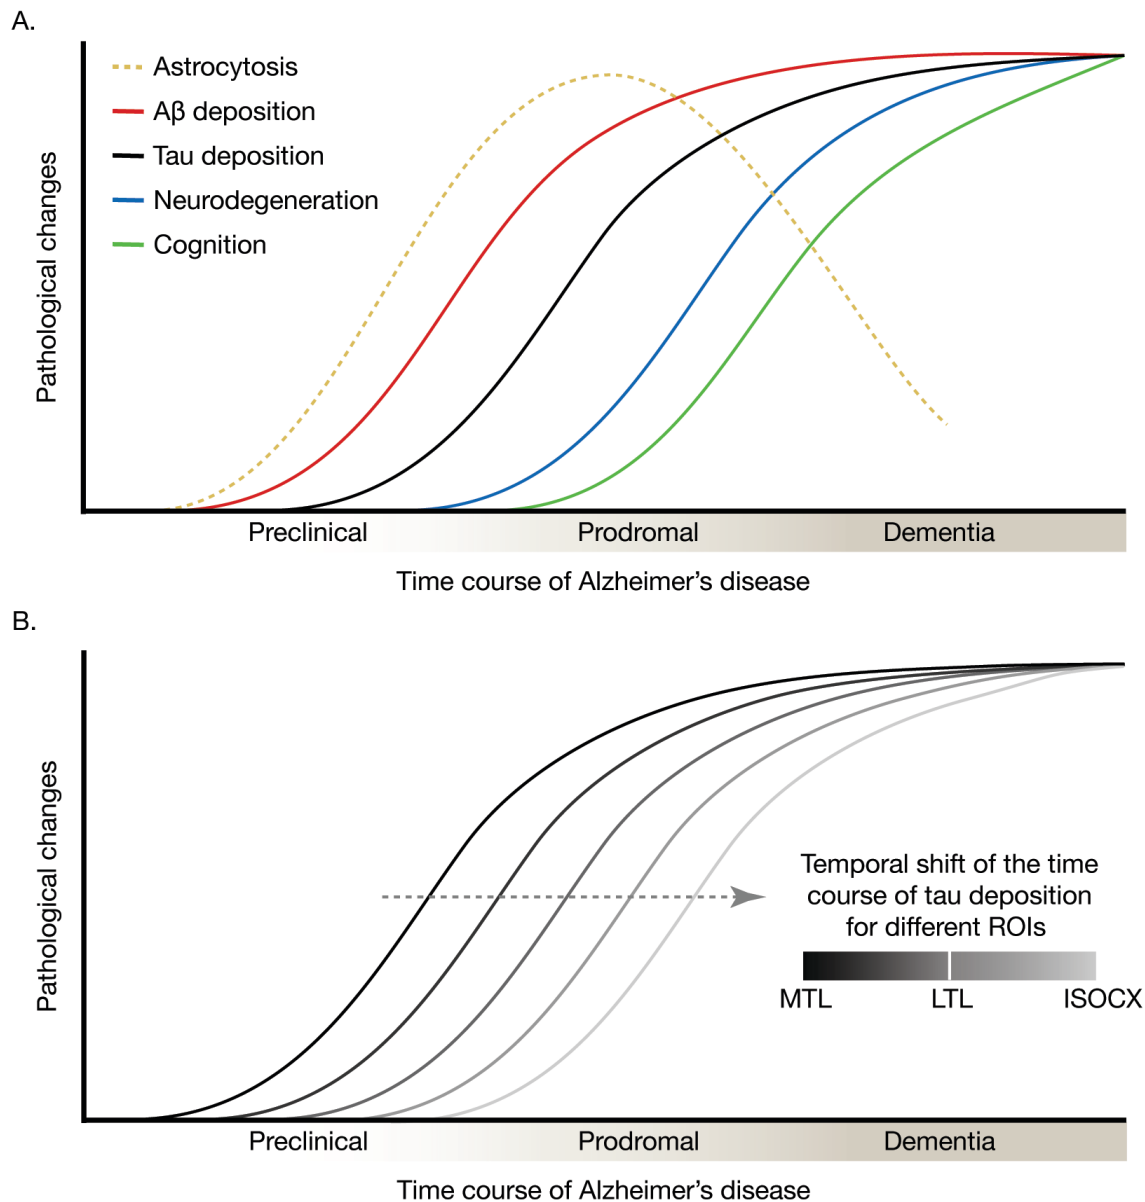 A.
Astrocytosis
Aβ deposition
Tau deposition
Neurodegeneration
Cognition
Pathological changes
Preclinical
Prodromal
Dementia
Time course of Alzheimer’s disease
B.
Pathological changes
Temporal shift of the time
course of tau deposition
for different ROIs
MTL
LTL
ISOCX
Preclinical
Prodromal
Dementia
Time course of Alzheimer’s disease